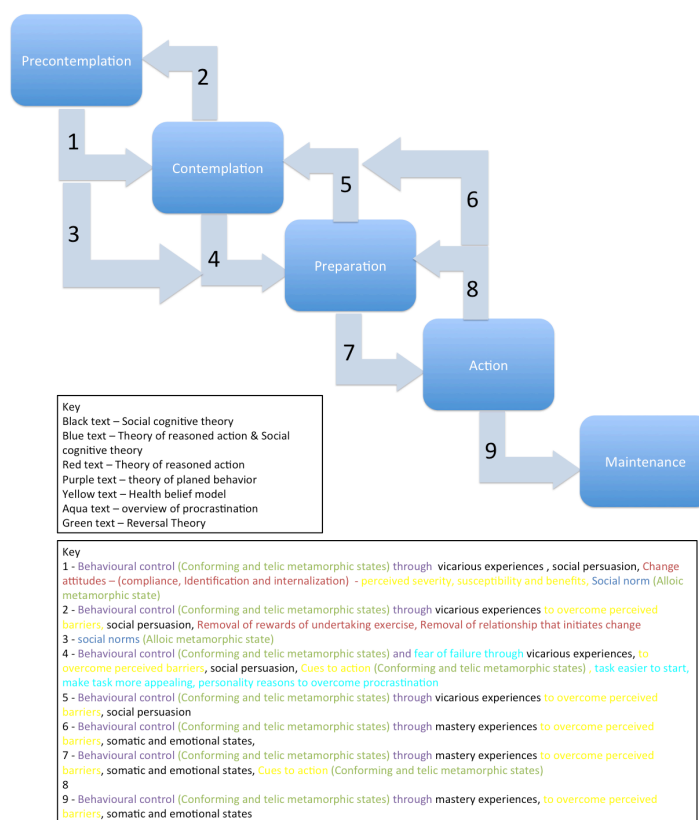 Precontemplation
2
1
Contemplation
5
6
3
4
Preparation
8
7
Action
9
Maintenance
Key
Black text – Social cognitive theory
Blue text – Theory of reasoned action & Social
cognitive theory
Red text – Theory of reasoned action
Purple text – theory of planed behavior
Yellow text – Health belief model
Aqua text – overview of procrastination
Green text – Reversal Theory
Key
1 - Behavioural control (Conforming and telic metamorphic states) through vicarious experiences , social persuasion, Change
attitudes – (compliance, Identification and internalization) - perceived severity, susceptibility and benefits, Social norm (Alloic
metamorphic state)
2 - Behavioural control (Conforming and telic metamorphic states) through vicarious experiences to overcome perceived
barriers, social persuasion, Removal of rewards of undertaking exercise, Removal of relationship that initiates change
3 - social norms (Alloic metamorphic state)
4 - Behavioural control (Conforming and telic metamorphic states) and fear of failure through vicarious experiences, to
overcome perceived barriers, social persuasion, Cues to action (Conforming and telic metamorphic states) , task easier to start,
make task more appealing, personality reasons to overcome procrastination
5 - Behavioural control (Conforming and telic metamorphic states) through vicarious experiences to overcome perceived
barriers, social persuasion
6 - Behavioural control (Conforming and telic metamorphic states) through mastery experiences to overcome perceived
barriers, somatic and emotional states,
7 - Behavioural control (Conforming and telic metamorphic states) through mastery experiences to overcome perceived
barriers, somatic and emotional states, Cues to action (Conforming and telic metamorphic states)
8
9 - Behavioural control (Conforming and telic metamorphic states) through mastery experiences, to overcome perceived
barriers, somatic and emotional states